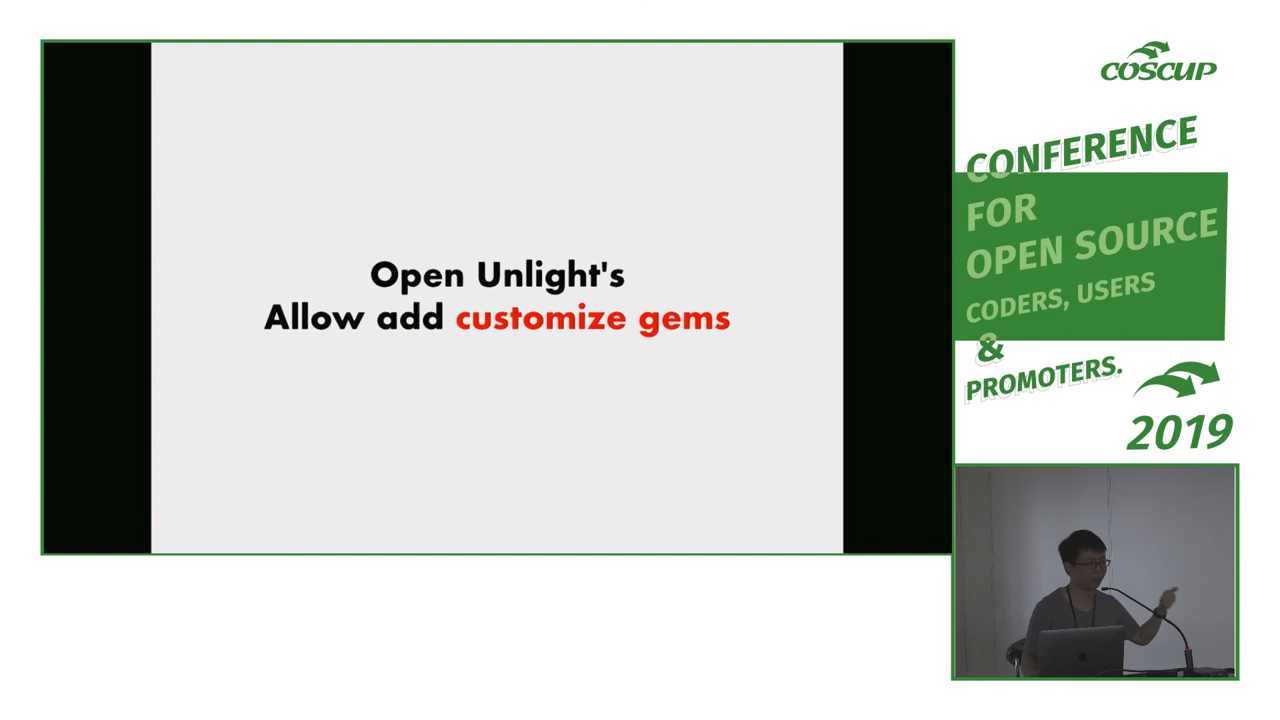 Open Unlight's
Allow add customize gems
COSCUP
CONFERENCE
FOR
OPEN SOURCE
CODERS, USERS
&
PROMOTERS.
2019